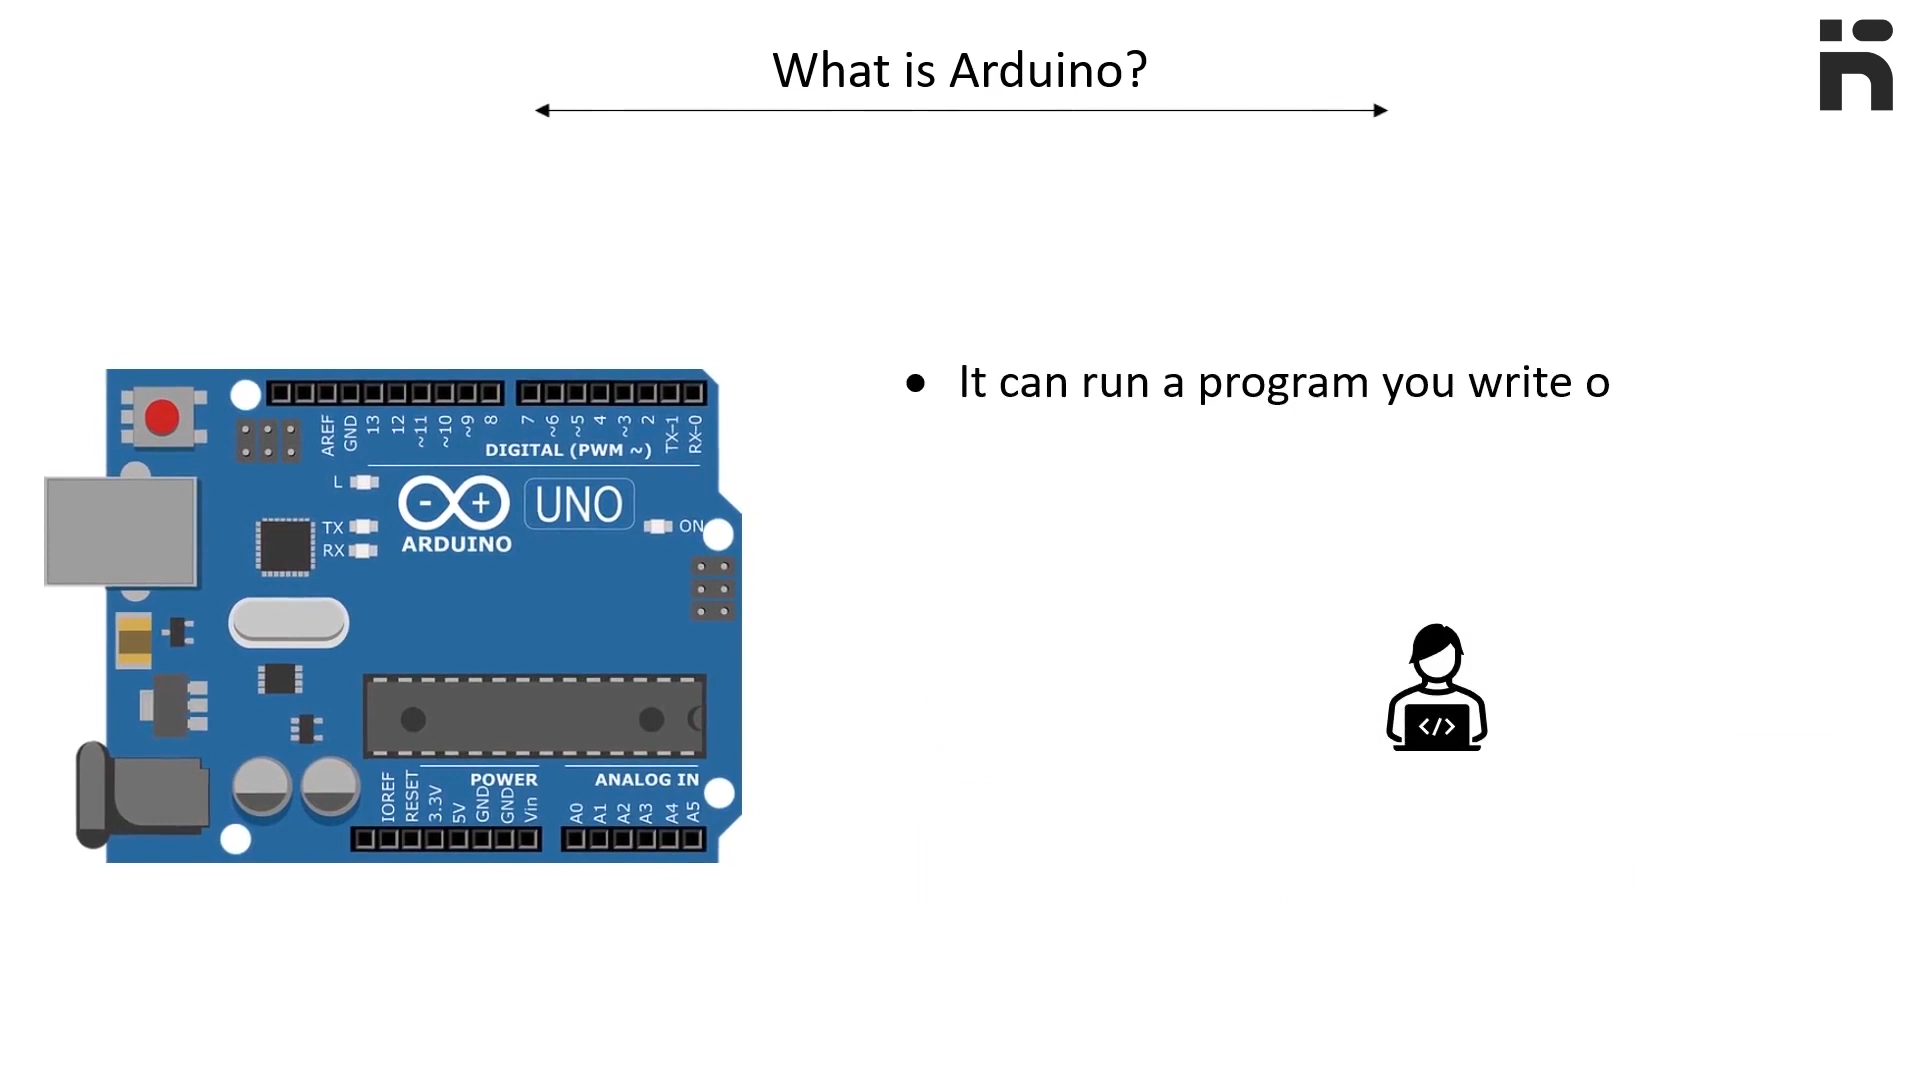 What is Arduino?
● It can run a program you write o
AREF
GND
13
12
~11
~10
~9
8
7
~6
~5
4
~3
2
TX-1
RX-0
DIGITAL (PWM ~)
L
TX
RX
- +
ARDUINO
UNO
ON
</>
POWER
ANALOG IN
IOREF
RESET
3.3V
5V
GND
GND
Vin
A0
A1
A2
A3
A4
A5